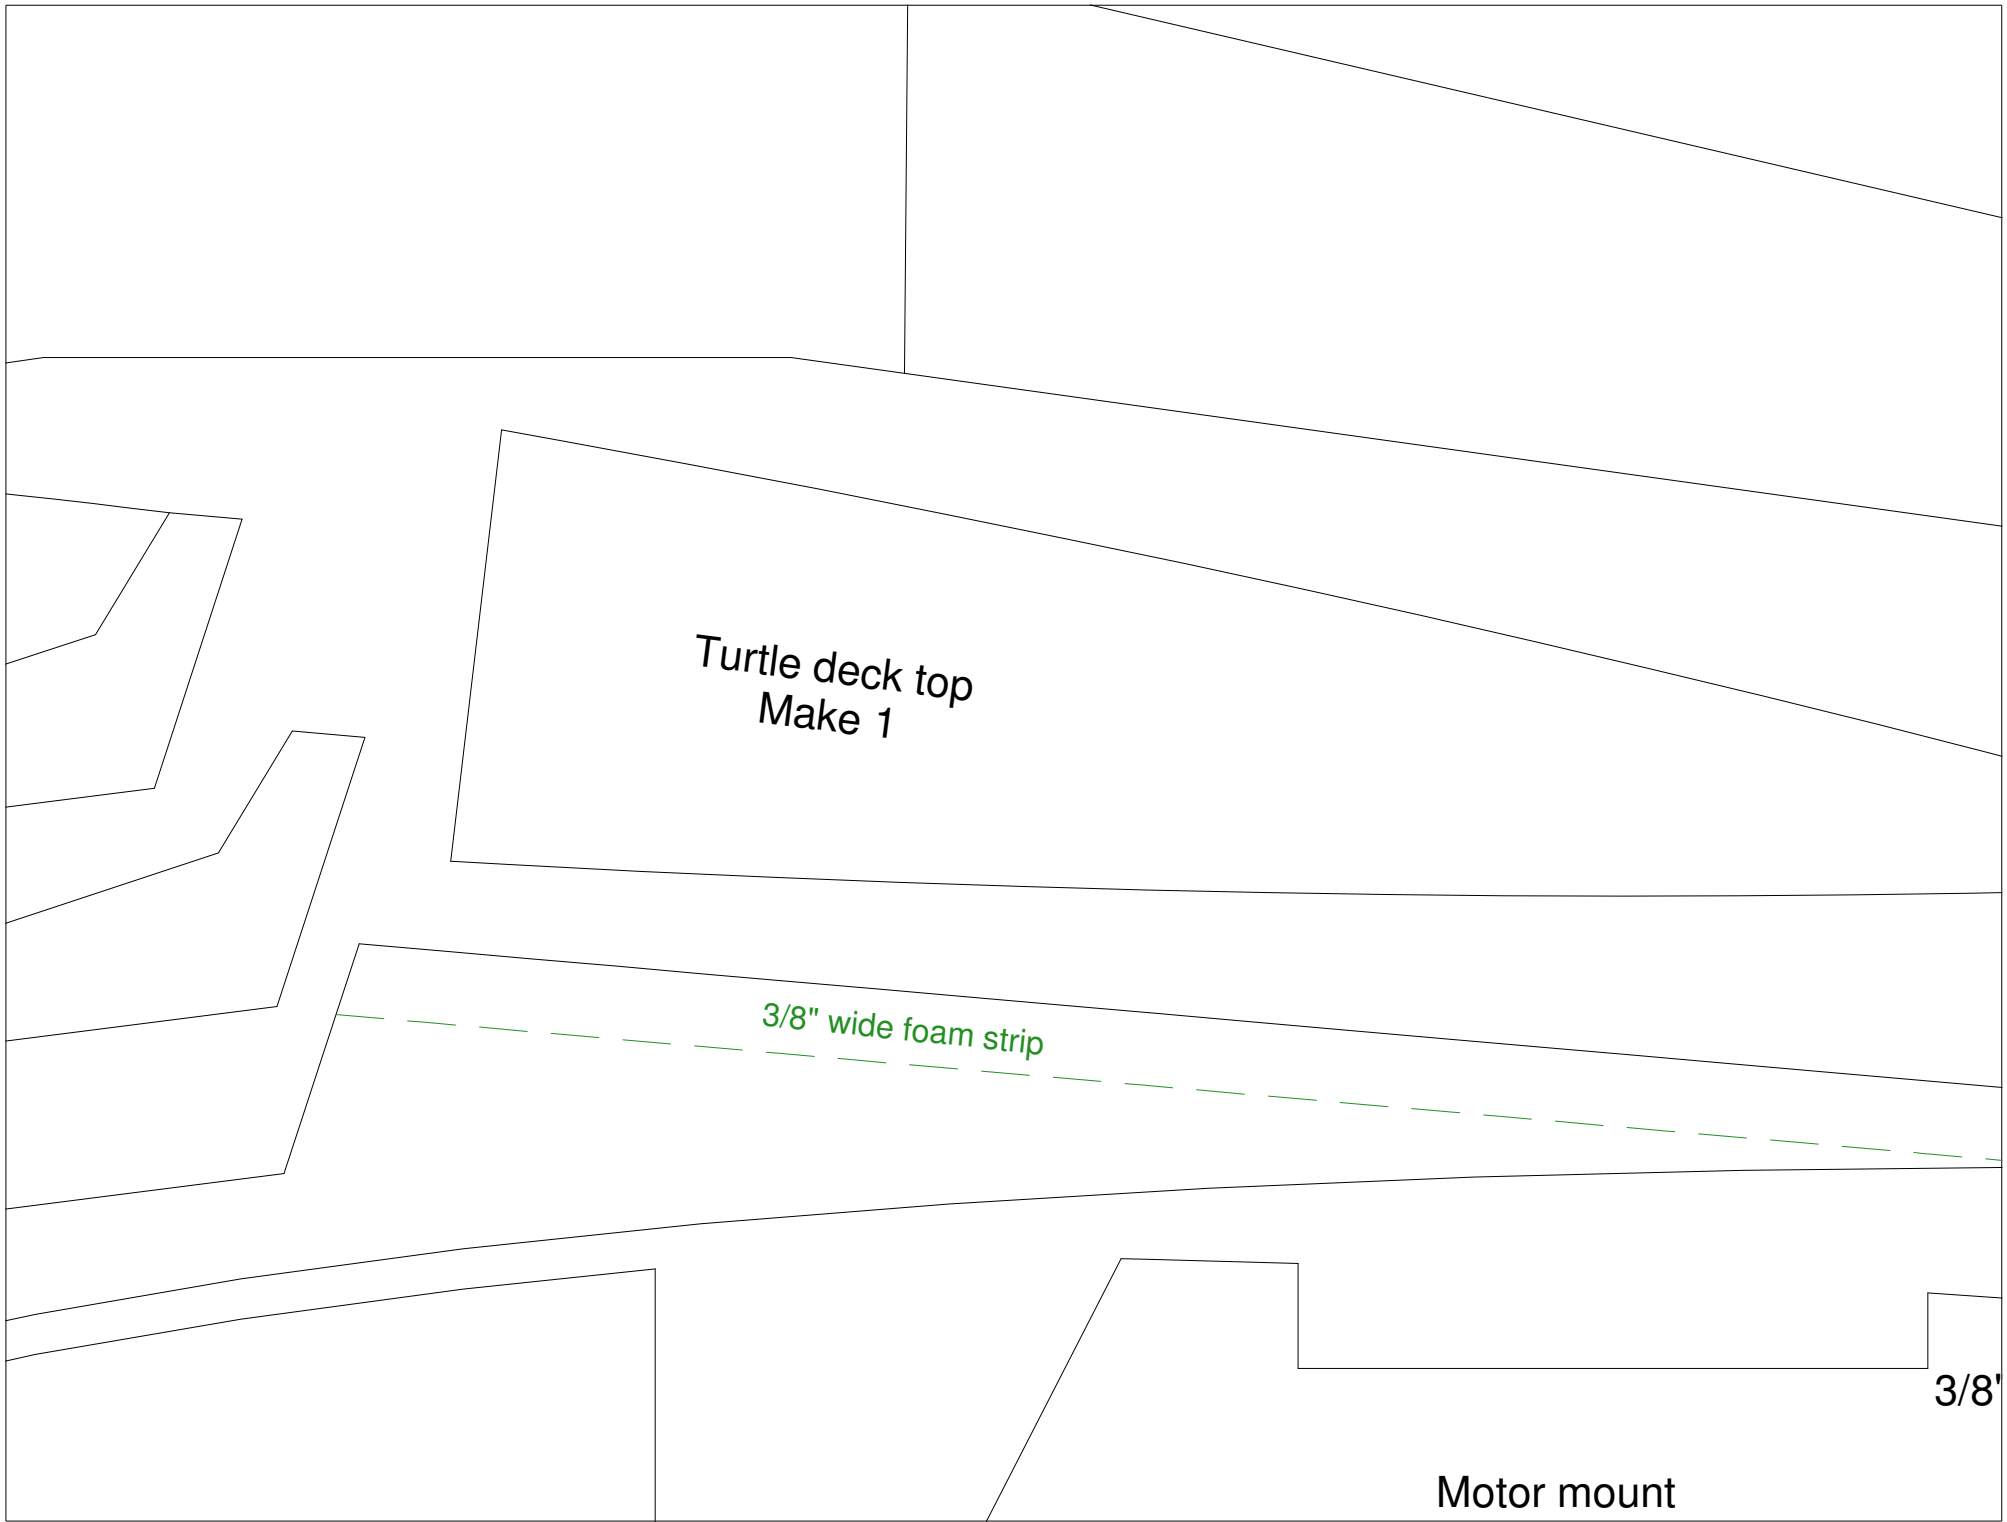 Turtle deck top
Make 1
3/8" wide foam strip
3/8"
Motor mount